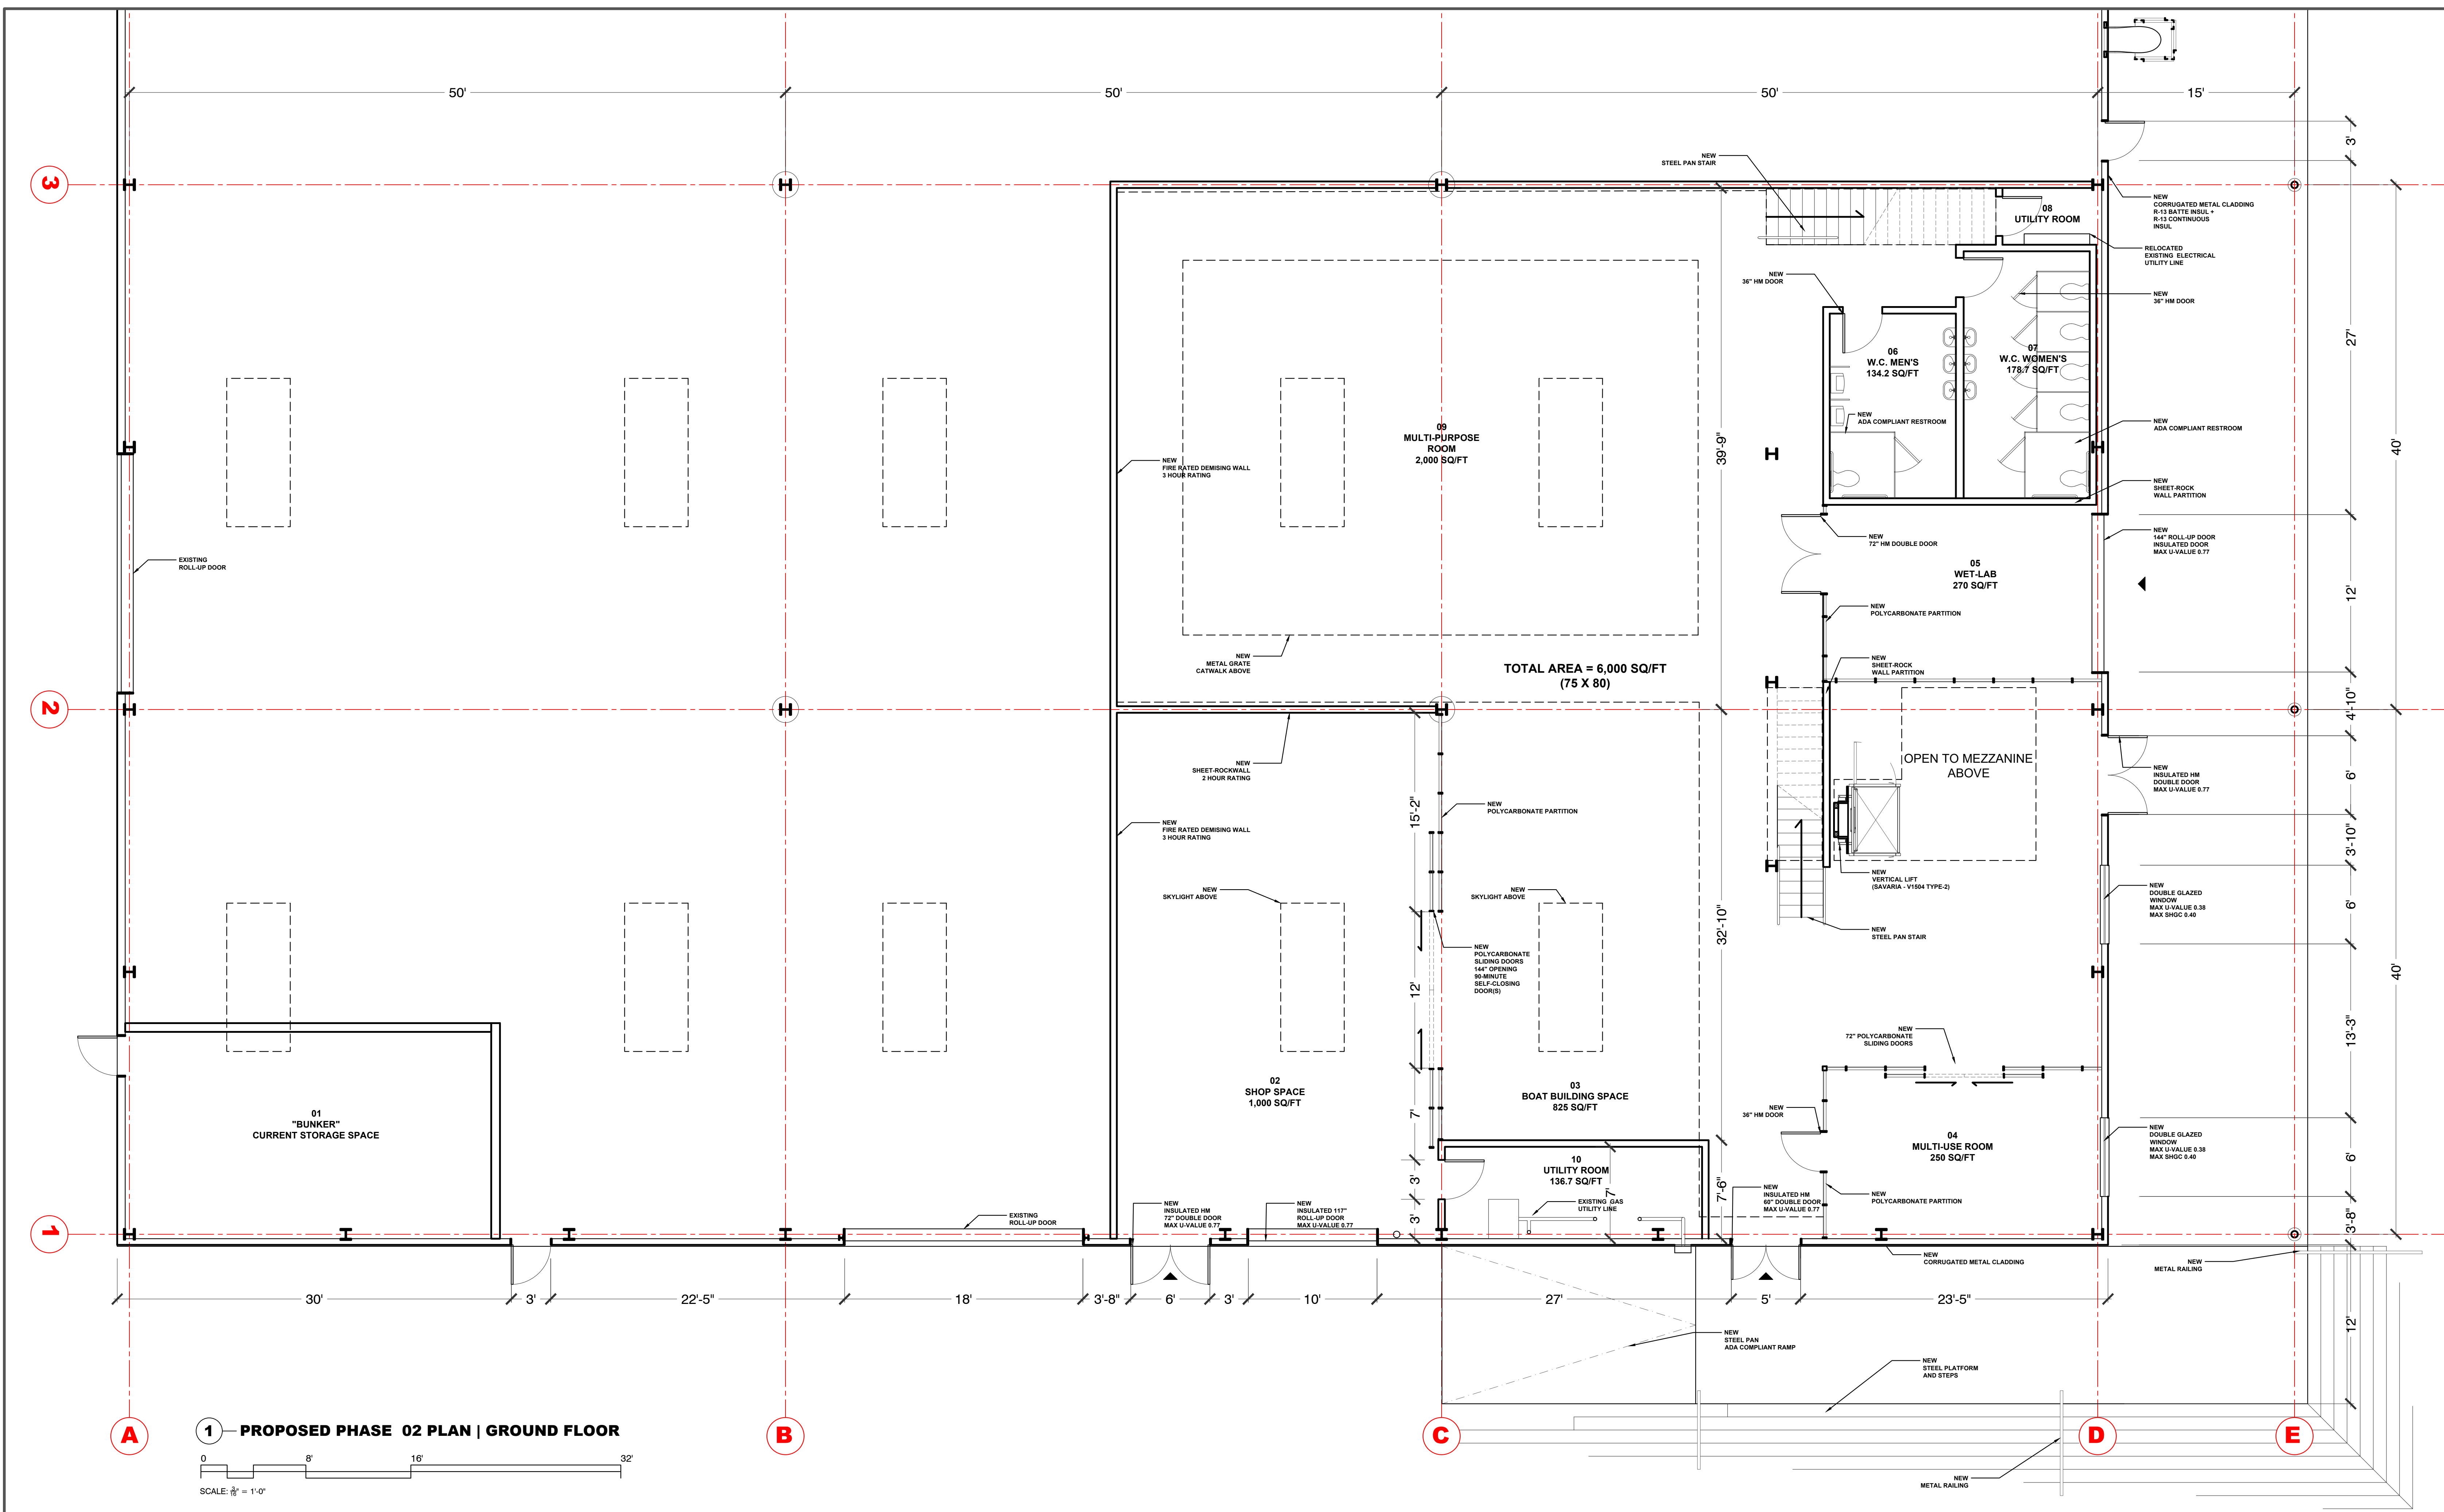 50'
50'
50'
15'
3'
3
NEW
STEEL PAN STAIR
08
UTILITY ROOM
NEW
CORRUGATED METAL CLADDING
R-13 BATTE INSUL +
R-13 CONTINUOUS
INSUL
RELOCATED
EXISTING ELECTRICAL
UTILITY LINE
NEW
36" HM DOOR
NEW
36" HM DOOR
27'
06
W.C. MEN'S
134.2 SQ/FT
07
W.C. WOMEN'S
178.7 SQ/FT
NEW
ADA COMPLIANT RESTROOM
NEW
ADA COMPLIANT RESTROOM
09
MULTI-PURPOSE
ROOM
2,000 SQ/FT
39'-9"
40'
NEW
FIRE RATED DEMISING WALL
3 HOUR RATING
NEW
SHEET-ROCK
WALL PARTITION
NEW
72" HM DOUBLE DOOR
NEW
144" ROLL-UP DOOR
INSULATED DOOR
MAX U-VALUE 0.77
EXISTING
ROLL-UP DOOR
05
WET-LAB
270 SQ/FT
12'
NEW
POLYCARBONATE PARTITION
NEW
METAL GRATE
CATWALK ABOVE
TOTAL AREA = 6,000 SQ/FT
(75 X 80)
NEW
SHEET-ROCK
WALL PARTITION
2
4'-10"
NEW
SHEET-ROCKWALL
2 HOUR RATING
OPEN TO MEZZANINE
ABOVE
NEW
INSULATED HM
DOUBLE DOOR
MAX U-VALUE 0.77
6'
NEW
FIRE RATED DEMISING WALL
3 HOUR RATING
15'-2"
NEW
POLYCARBONATE PARTITION
3'-10"
NEW
SKYLIGHT ABOVE
NEW
SKYLIGHT ABOVE
NEW
VERTICAL LIFT
(SAVARIA - V1504 TYPE-2)
NEW
DOUBLE GLAZED
WINDOW
MAX U-VALUE 0.38
MAX SHGC 0.40
6'
32'-10"
NEW
STEEL PAN STAIR
NEW
POLYCARBONATE
SLIDING DOORS
144" OPENING
90-MINUTE
SELF-CLOSING
DOOR(S)
12'
40'
NEW
72" POLYCARBONATE
SLIDING DOORS
13'-3"
01
"BUNKER"
CURRENT STORAGE SPACE
02
SHOP SPACE
1,000 SQ/FT
03
BOAT BUILDING SPACE
825 SQ/FT
7'
NEW
36" HM DOOR
04
MULTI-USE ROOM
250 SQ/FT
NEW
DOUBLE GLAZED
WINDOW
MAX U-VALUE 0.38
MAX SHGC 0.40
6'
10
UTILITY ROOM
136.7 SQ/FT
7'
3'
7'-6"
EXISTING GAS
UTILITY LINE
NEW
INSULATED HM
60" DOUBLE DOOR
MAX U-VALUE 0.77
NEW
POLYCARBONATE PARTITION
3'
3'-8"
1
EXISTING
ROLL-UP DOOR
NEW
INSULATED HM
72" DOUBLE DOOR
MAX U-VALUE 0.77
NEW
INSULATED 117"
ROLL-UP DOOR
MAX U-VALUE 0.77
NEW
CORRUGATED METAL CLADDING
NEW
METAL RAILING
30'
3'
22'-5"
18'
3'-8"
6'
3'
10'
27'
5'
23'-5"
12'
NEW
STEEL PAN
ADA COMPLIANT RAMP
NEW
STEEL PLATFORM
AND STEPS
NEW
METAL RAILING
A
B
C
D
E
1 PROPOSED PHASE 02 PLAN | GROUND FLOOR
0 8' 16' 32'
SCALE: 3/16" = 1'-0"